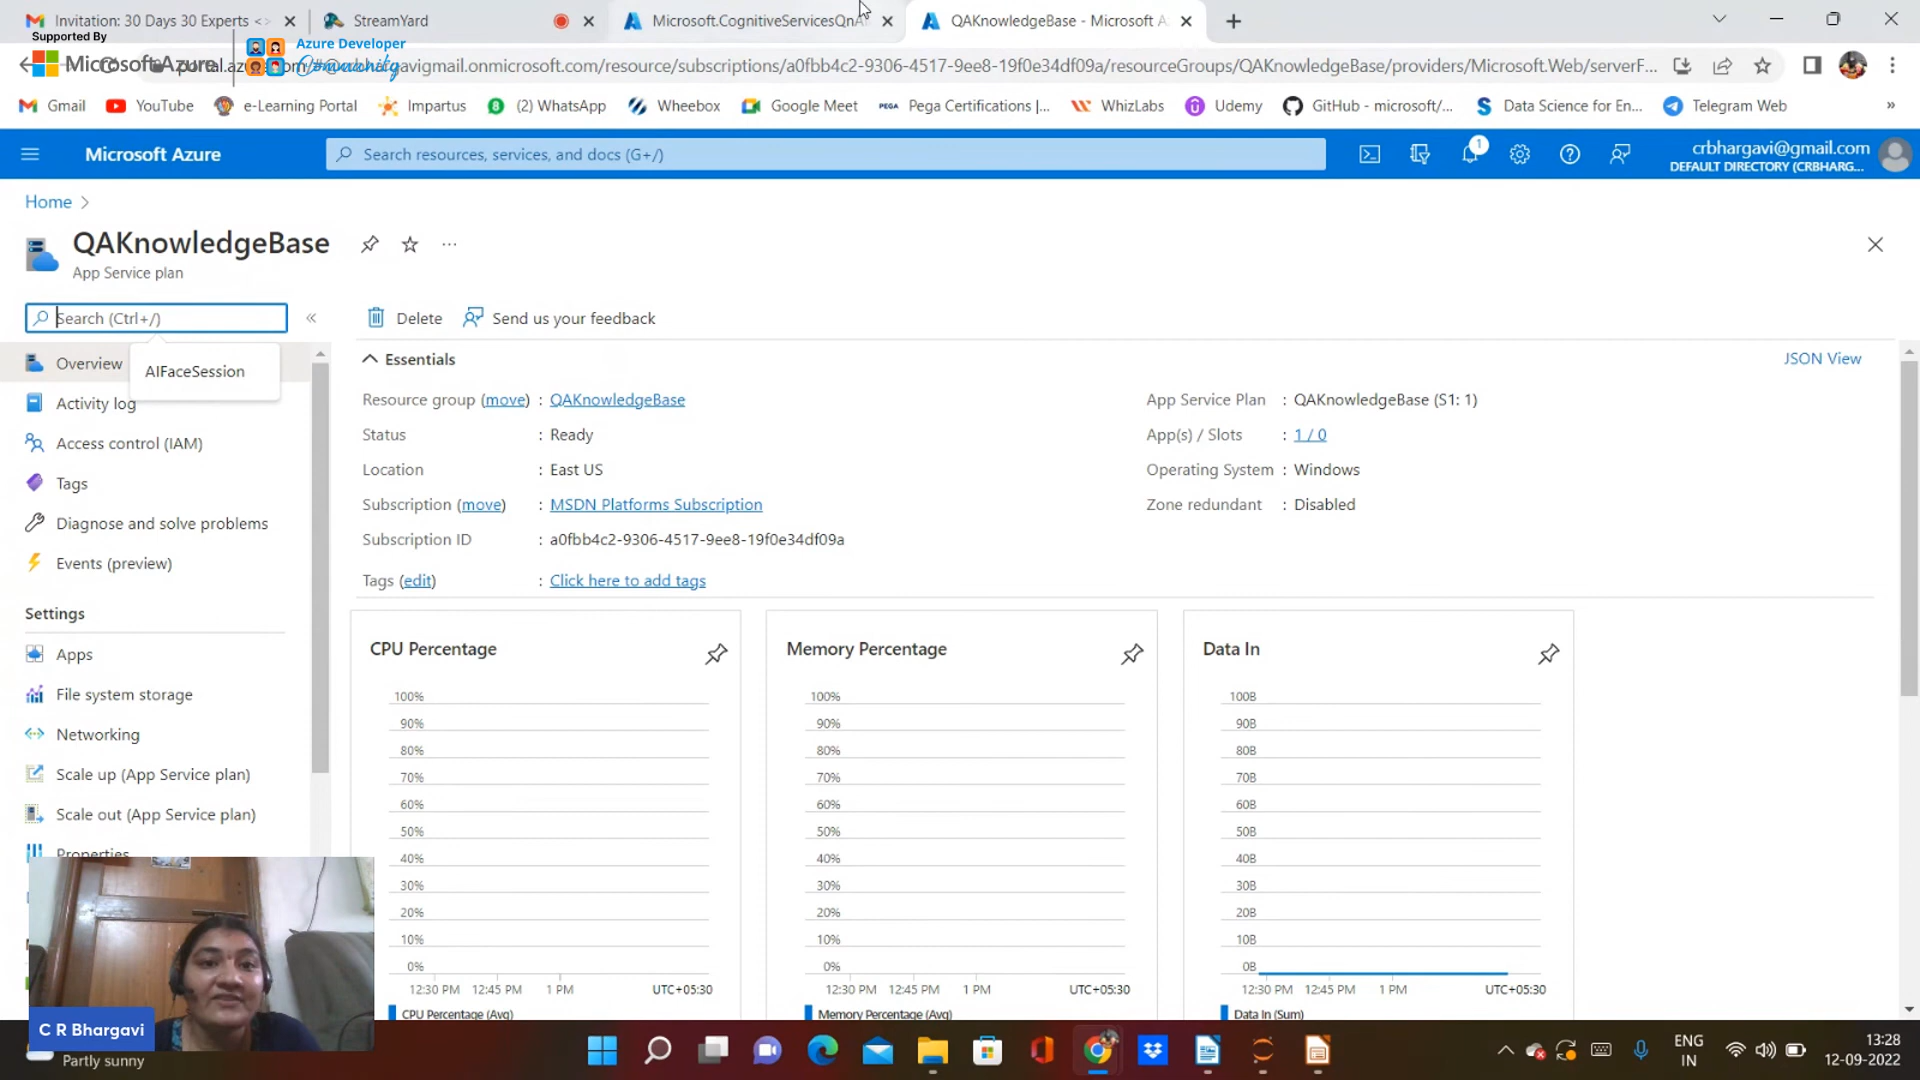 Invitation: 30 Days 30 Experts <>
StreamYard
Microsoft.CognitiveServicesQnA
QAKnowledgeBase - Microsoft A
Supported By
Microsoft Azure
Azure Developer
Community
gmail.onmicrosoft.com/resource/subscriptions/a0fbb4c2-9306-4517-9ee8-19f0e34df09a/resourceGroups/QAKnowledgeBase/providers/Microsoft.Web/serverF...
Gmail
YouTube
e-Learning Portal
Impartus
(2) WhatsApp
Wheebox
Google Meet
PEGA Pega Certifications |...
WhizLabs
Udemy
GitHub - microsoft/...
Data Science for En...
Telegram Web
»
Microsoft Azure
Search resources, services, and docs (G+/)
1
crbhargavi@gmail.com
DEFAULT DIRECTORY (CRBHARG...
Home >
QAKnowledgeBase
...
App Service plan
Search (Ctrl+/)
«
Delete
Send us your feedback
Overview
AIFaceSession
Activity log
Access control (IAM)
Tags
Diagnose and solve problems
Events (preview)
Settings
Apps
File system storage
Networking
Scale up (App Service plan)
Scale out (App Service plan)
Properties
Essentials
JSON View
Resource group (move) : QAKnowledgeBase
Status : Ready
Location : East US
Subscription (move) : MSDN Platforms Subscription
Subscription ID : a0fbb4c2-9306-4517-9ee8-19f0e34df09a
Tags (edit) : Click here to add tags
App Service Plan : QAKnowledgeBase (S1: 1)
App(s) / Slots : 1 / 0
Operating System : Windows
Zone redundant : Disabled
CPU Percentage
100%
90%
80%
70%
60%
50%
40%
30%
20%
10%
0%
12:30 PM 12:45 PM 1 PM UTC+05:30
CPU Percentage (Avg)
Memory Percentage
100%
90%
80%
70%
60%
50%
40%
30%
20%
10%
0%
12:30 PM 12:45 PM 1 PM UTC+05:30
Memory Percentage (Avg)
Data In
100B
90B
80B
70B
60B
50B
40B
30B
20B
10B
0B
12:30 PM 12:45 PM 1 PM UTC+05:30
Data In (Sum)
C R Bhargavi
Partly sunny
ENG
IN
13:28
12-09-2022